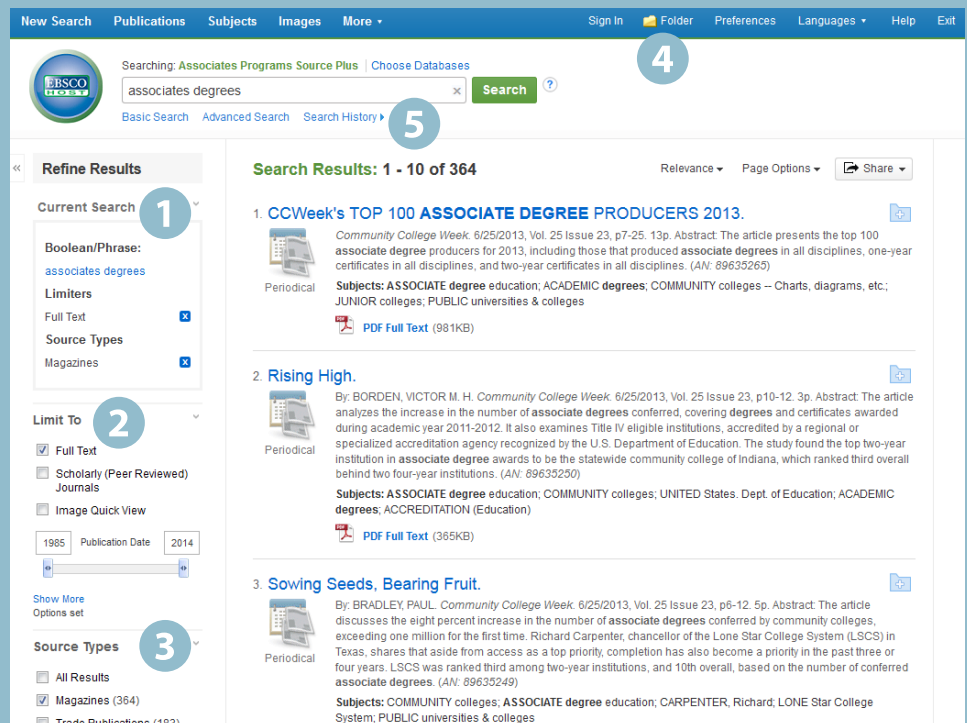 New Search Publications Subjects Images More Sign In Folder Preferences Languages Help Exit
4
EBSCO
HOST
Searching: Associates Programs Source Plus | Choose Databases
associates degrees × Search ?
Basic Search Advanced Search Search History
5
« Refine Results
Current Search
1
Boolean/Phrase:
associates degrees
Limiters
Full Text x
Source Types
Magazines x
Limit To
2
Full Text
Scholarly (Peer Reviewed)
Journals
Image Quick View
1985 Publication Date 2014
Show More
Options set
Source Types
3
All Results
Magazines (364)
Trade Publications (183)
Search Results: 1 - 10 of 364 Relevance Page Options Share
1. CCWeek's TOP 100 ASSOCIATE DEGREE PRODUCERS 2013.
Periodical
Community College Week. 6/25/2013, Vol. 25 Issue 23, p7-25. 13p. Abstract: The article presents the top 100
associate degree producers for 2013, including those that produced associate degrees in all disciplines, one-year
certificates in all disciplines, and two-year certificates in all disciplines. (AN: 89635265)
Subjects: ASSOCIATE degree education; ACADEMIC degrees; COMMUNITY colleges -- Charts, diagrams, etc.;
JUNIOR colleges; PUBLIC universities & colleges
PDF Full Text (981KB)
2. Rising High.
Periodical
By: BORDEN, VICTOR M. H. Community College Week. 6/25/2013, Vol. 25 Issue 23, p10-12. 3p. Abstract: The article
analyzes the increase in the number of associate degrees conferred, covering degrees and certificates awarded
during academic year 2011-2012. It also examines Title IV eligible institutions, accredited by a regional or
specialized accreditation agency recognized by the U.S. Department of Education. The study found the top two-year
institution in associate degree awards to be the statewide community college of Indiana, which ranked third overall
behind two four-year institutions. (AN: 89635250)
Subjects: ASSOCIATE degree education; COMMUNITY colleges; UNITED States. Dept. of Education; ACADEMIC
degrees; ACCREDITATION (Education)
PDF Full Text (365KB)
3. Sowing Seeds, Bearing Fruit.
Periodical
By: BRADLEY, PAUL. Community College Week. 6/25/2013, Vol. 25 Issue 23, p6-12. 5p. Abstract: The article
discusses the eight percent increase in the number of associate degrees conferred by community colleges,
exceeding one million for the first time. Richard Carpenter, chancellor of the Lone Star College System (LSCS) in
Texas, shares that aside from access as a top priority, completion has also become a priority in the past three or
four years. LSCS was ranked third among two-year institutions, and 10th overall, based on the number of conferred
associate degrees. (AN: 89635249)
Subjects: COMMUNITY colleges; ASSOCIATE degree education; CARPENTER, Richard; LONE Star College
System; PUBLIC universities & colleges